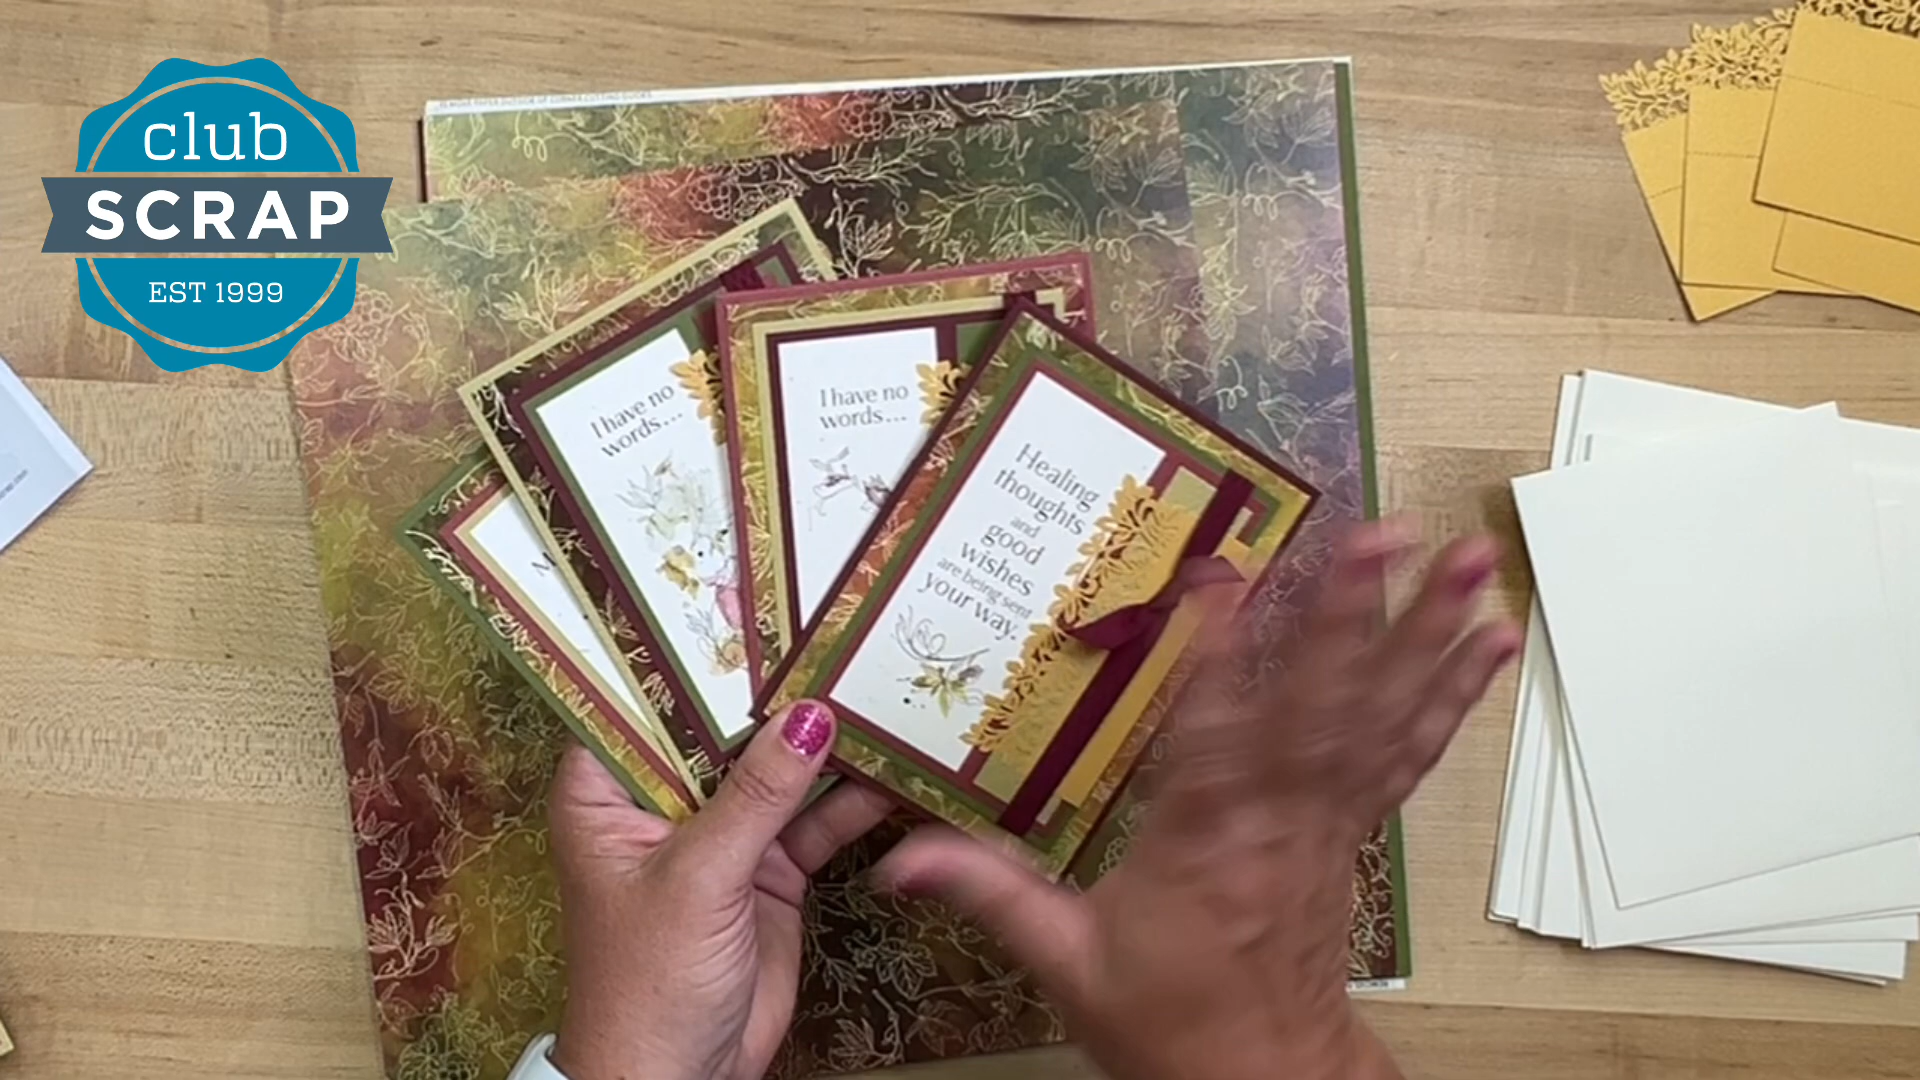 club
SCRAP
EST 1999
I have no
words...
I have no
words...
Healing
thoughts
and
good
wishes
are being sent
your way.